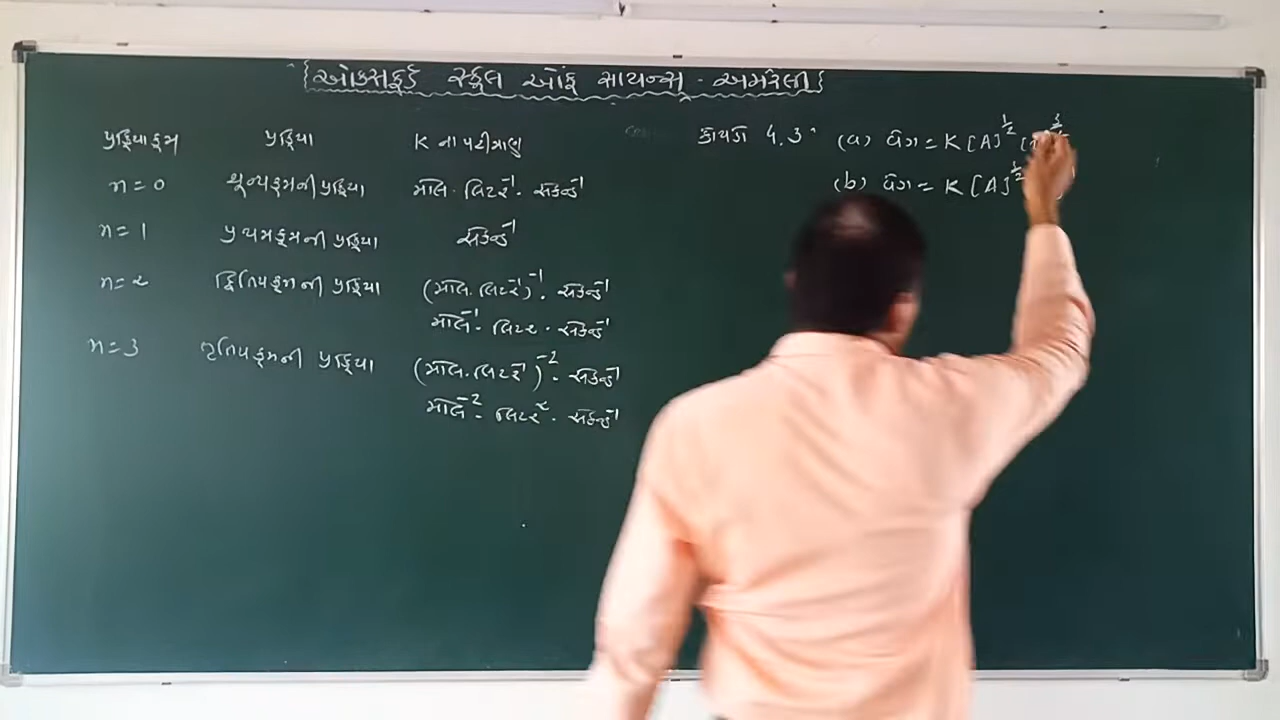 {ઓક્સફર્ડ સ્કૂલ ઓફ સાયન્સ - અમરેલી}
પ્રક્રિયાક્રમ પ્રક્રિયા K ના પરિમાણ
n = 0 શૂન્યક્રમની પ્રક્રિયા મોલ · લિટર⁻¹ · સેકન્ડ⁻¹
n = 1 પ્રથમક્રમની પ્રક્રિયા સેકન્ડ⁻¹
n = ૨ દ્વિતિયક્રમની પ્રક્રિયા (મોલ · લિટર⁻¹)⁻¹ · સેકન્ડ⁻¹
મોલ⁻¹ · લિટર · સેકન્ડ⁻¹
n = 3 તૃતિયક્રમની પ્રક્રિયા (મોલ · લિટર⁻¹)⁻² · સેકન્ડ⁻¹
મોલ⁻² · લિટર² · સેકન્ડ⁻¹
કોયડો 4.3 (a) વેગ = K [A]^½
(b) વેગ = K [A]